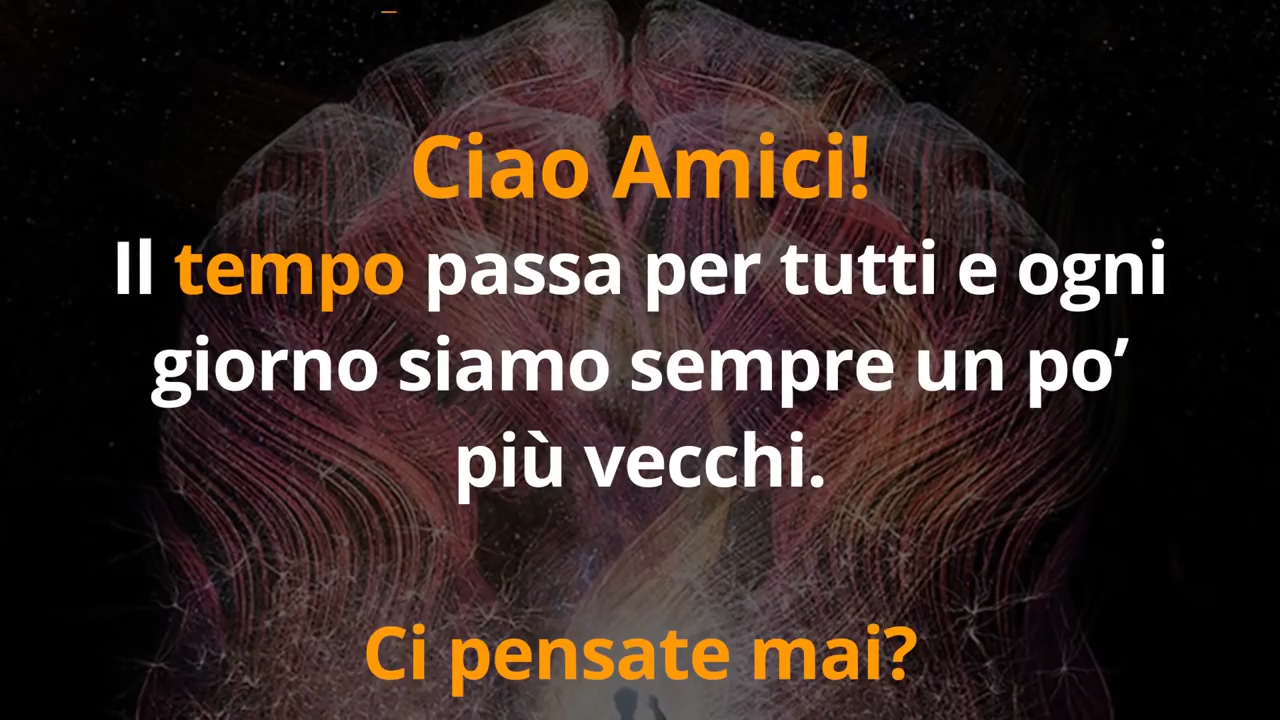 Ciao Amici!
Il tempo passa per tutti e ogni
giorno siamo sempre un po’
più vecchi.
Ci pensate mai?